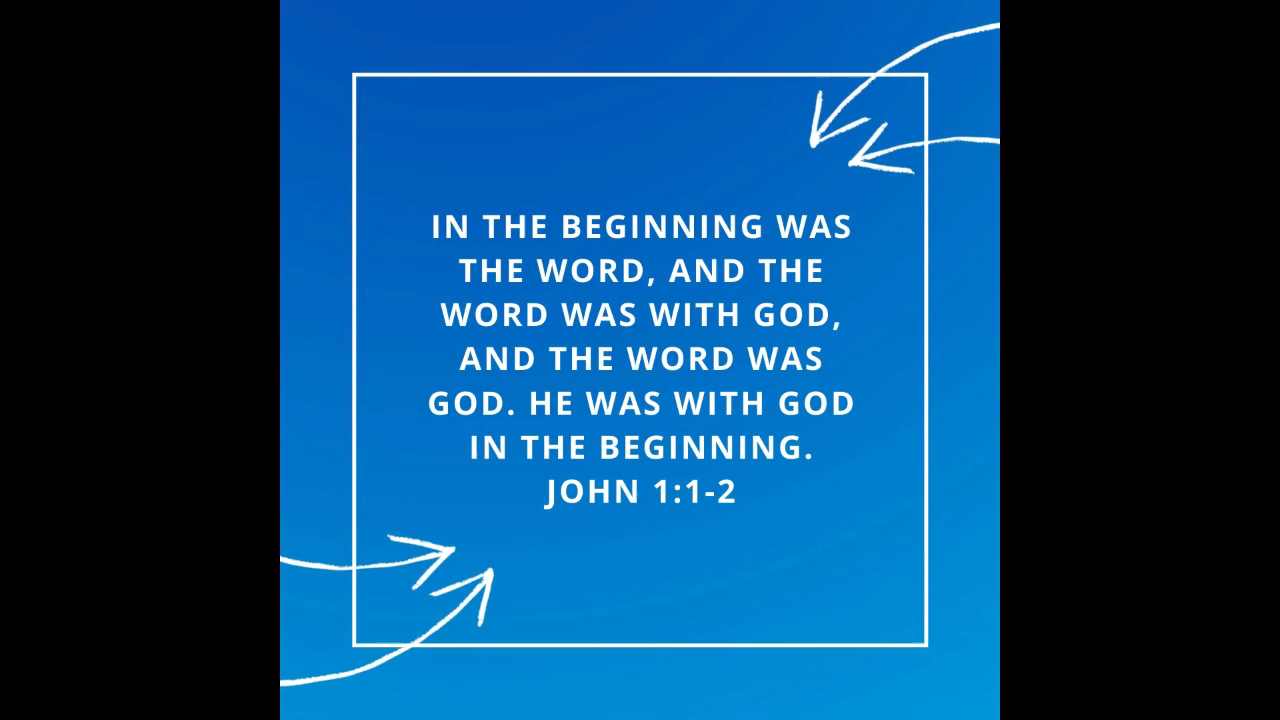 IN THE BEGINNING WAS
THE WORD, AND THE
WORD WAS WITH GOD,
AND THE WORD WAS
GOD. HE WAS WITH GOD
IN THE BEGINNING.
JOHN 1:1-2